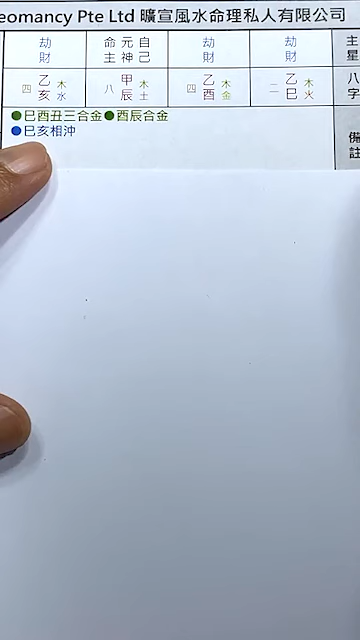 eomancy Pte Ltd 曠宣風水命理私人有限公司
劫財 命主 元神 自己 劫財 劫財 主星
四 乙亥 木水 八 甲辰 木土 四 乙酉 木金 二 乙巳 木火 八字
●巳酉丑三合金●酉辰合金
●巳亥相沖
備註